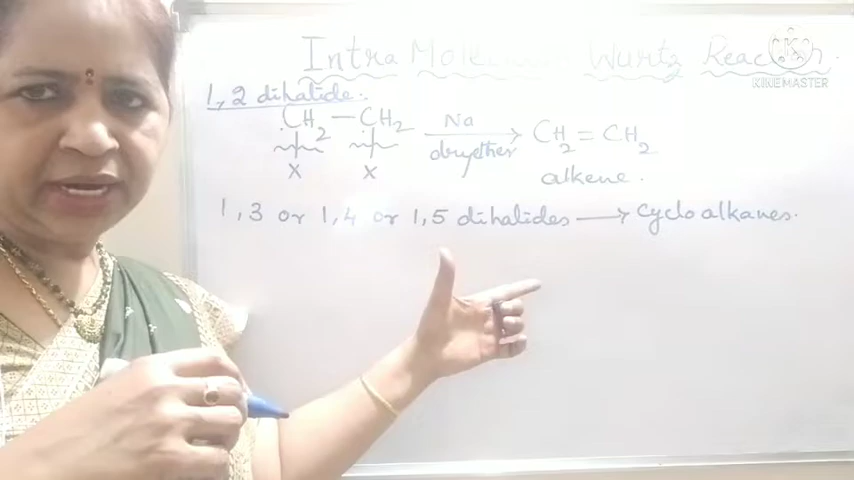 Intra Wurtz Reaction
KINEMASTER
1,2 dihalide.
CH2 — CH2 Na dry ether → CH2 = CH2
X X alkene.
1,3 or 1,4 or 1,5 dihalides → cyclo alkanes.